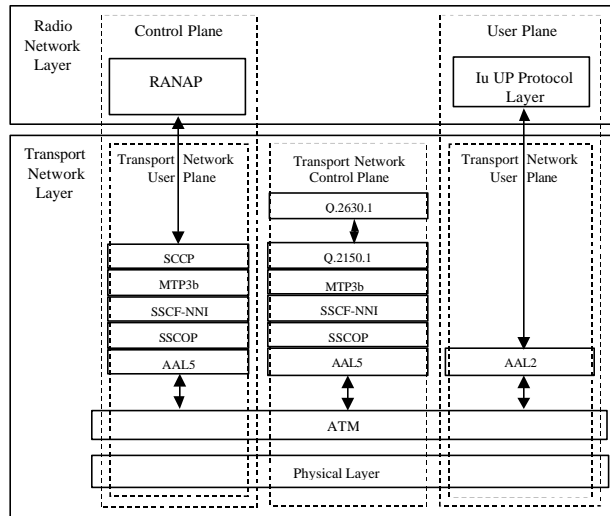 Radio
Network
Layer
Control Plane
User Plane
RANAP
Iu UP Protocol
Layer
Transport
Network
Layer
Transport Network
User Plane
Transport Network
Control Plane
Transport Network
User Plane
Q.2630.1
SCCP
MTP3b
SSCF-NNI
SSCOP
AAL5
Q.2150.1
MTP3b
SSCF-NNI
SSCOP
AAL5
AAL2
ATM
Physical Layer